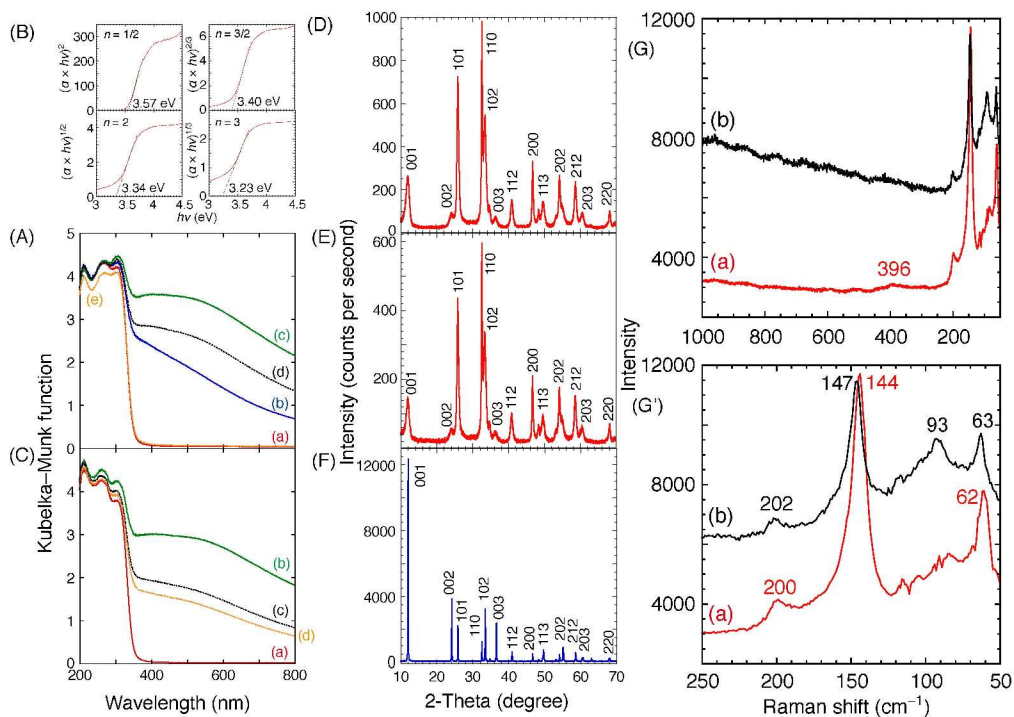 (B)
n = 1/2
n = 3/2
300
200
100
0
6
4
2
0
(α × hν)²
(α × hν)^2/3
3.57 eV
3.40 eV
n = 2
n = 3
4
2
0
2
1
0
(α × hν)^1/2
(α × hν)^1/3
3.34 eV
3.23 eV
3 3.5 4 4.5
3.5 4 4.5
hν (eV)
(A)
5
4
3
2
1
0
(e)
(c)
(d)
(b)
(a)
(C)
4
3
2
1
0
(b)
(c)
(d)
(a)
Kubelka–Munk function
200 300 400 500 600 700 800
Wavelength (nm)
(D)
1000
800
600
400
200
0
001
002
101
110
102
003
112
200
113
202
212
203
220
(E)
600
400
200
0
001
002
101
110
102
003
112
200
113
202
212
203
220
(F)
12000
8000
4000
0
001
002
101
110
102
003
112
200
113
202
212
203
220
Intensity (counts per second)
10 20 30 40 50 60 70
2-Theta (degree)
(G)
12000
8000
4000
(b)
(a)
396
1000 800 600 400 200
Intensity
(G')
12000
8000
4000
147
144
93
63
202
(b)
62
200
(a)
250 200 150 100 50
Raman shift (cm⁻¹)